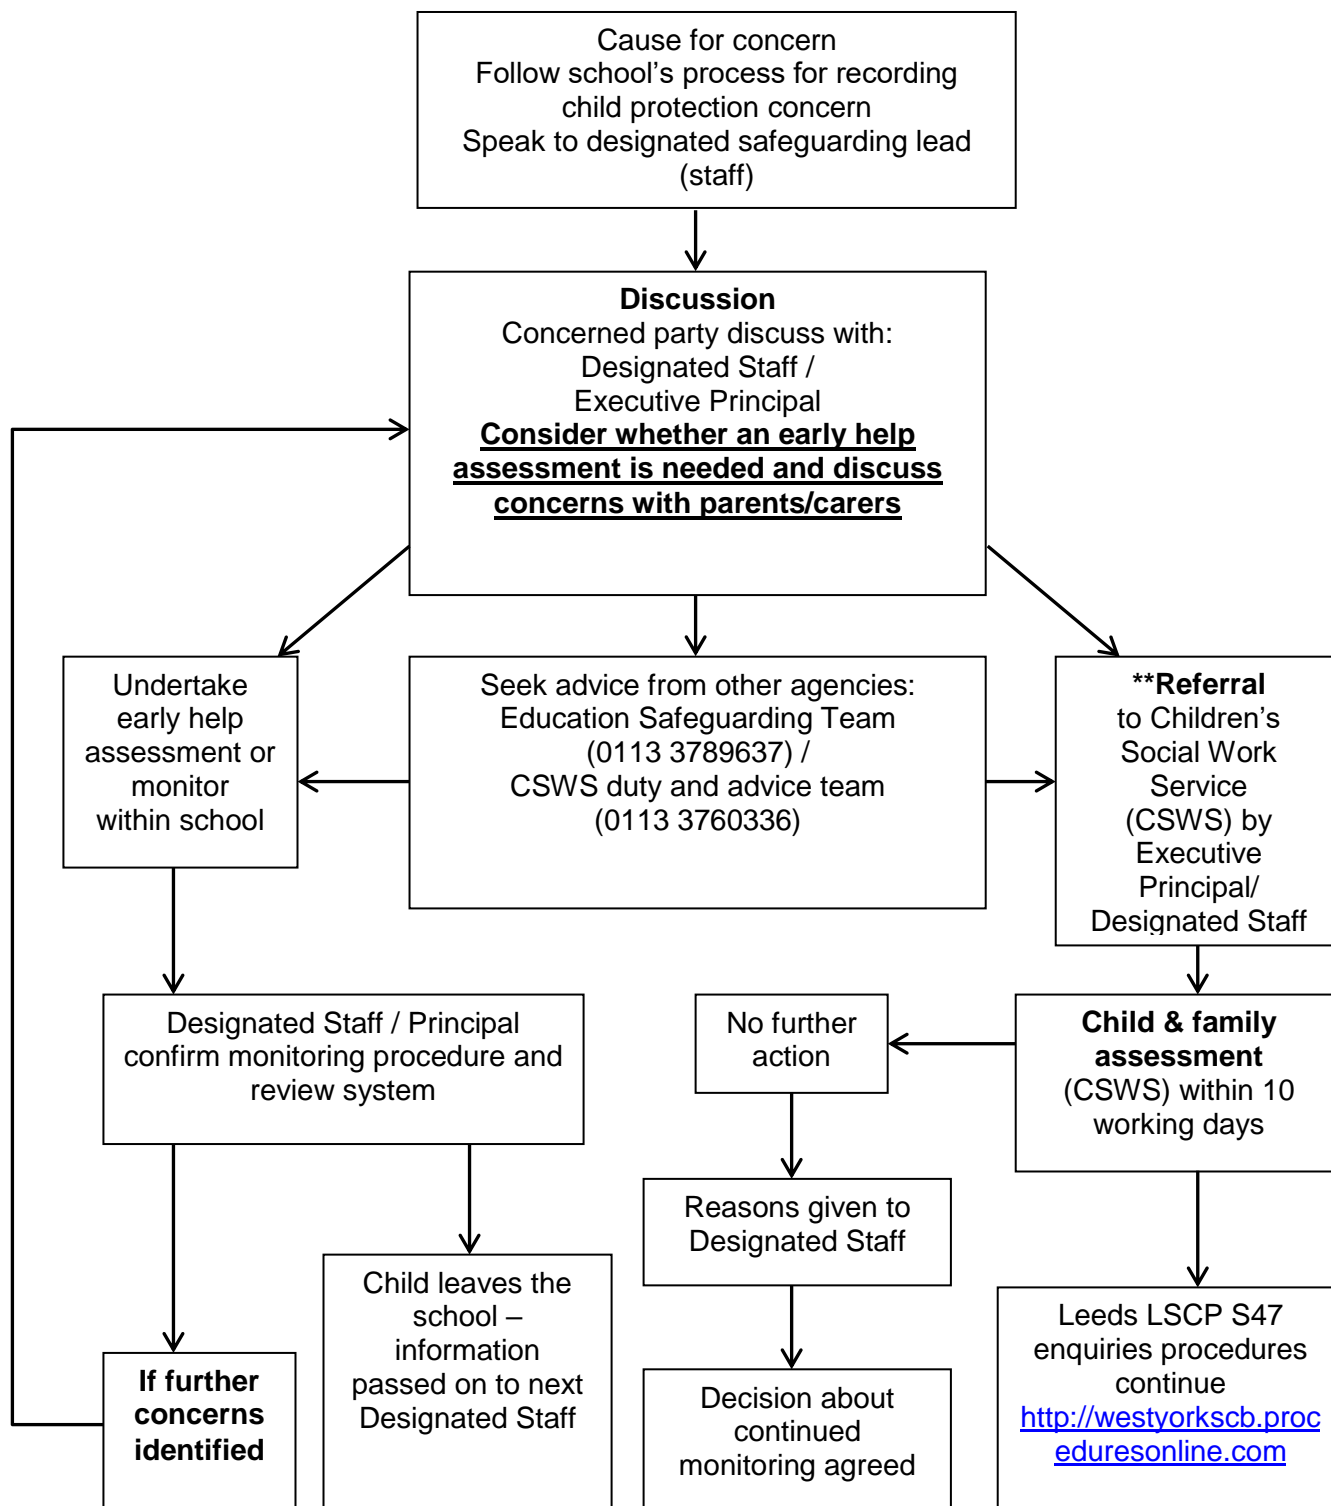 Cause for concern
Follow school’s process for recording
child protection concern
Speak to designated safeguarding lead
(staff)
Discussion
Concerned party discuss with:
Designated Staff /
Executive Principal
Consider whether an early help
assessment is needed and discuss
concerns with parents/carers
Undertake
early help
assessment or
monitor
within school
Seek advice from other agencies:
Education Safeguarding Team
(0113 3789637) /
CSWS duty and advice team
(0113 3760336)
**Referral
to Children’s
Social Work
Service
(CSWS) by
Executive
Principal/
Designated Staff
Designated Staff / Principal
confirm monitoring procedure and
review system
No further
action
Child & family
assessment
(CSWS) within 10
working days
Reasons given to
Designated Staff
Child leaves the
school –
information
passed on to next
Designated Staff
Leeds LSCP S47
enquiries procedures
continue
http://westyorkscb.proc
eduresonline.com
If further
concerns
identified
Decision about
continued
monitoring agreed